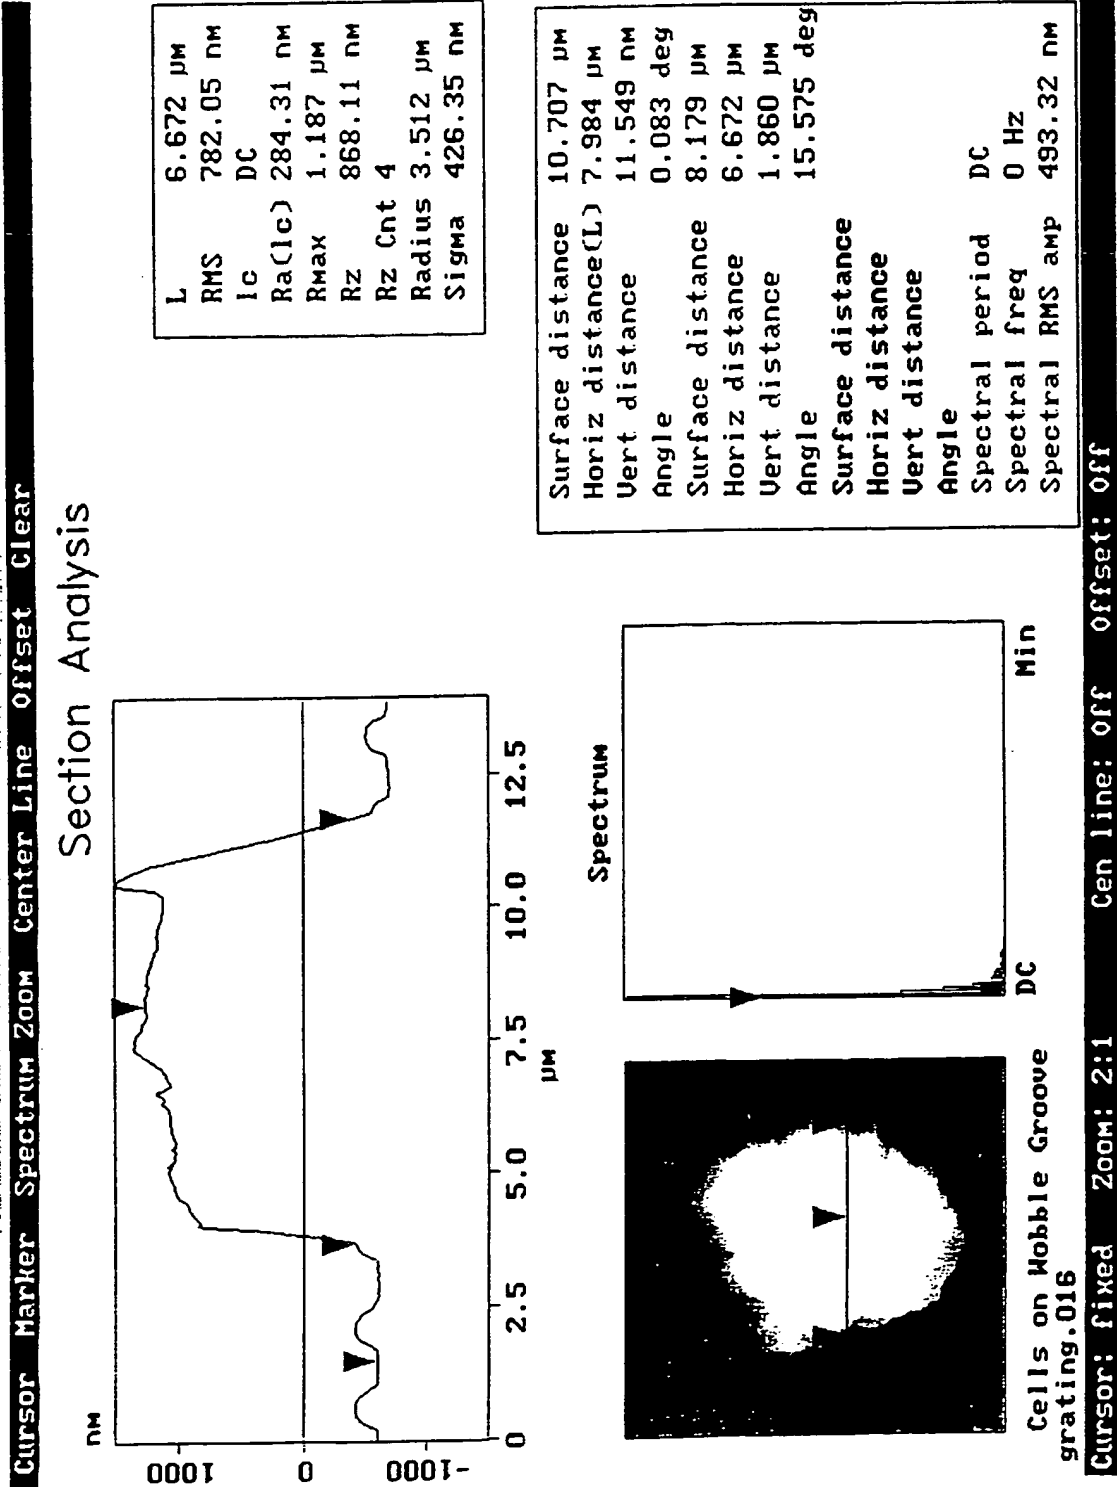 Cursor Marker Spectrum Zoom Center Line Offset Clear
Section Analysis
nM
1000
0
-1000
0
2.5
5.0
7.5
10.0
12.5
µM
L 6.672 µM
RMS 782.05 nM
lc DC
Ra(lc) 284.31 nM
RMax 1.187 µM
Rz 868.11 nM
Rz Cnt 4
Radius 3.512 µM
SigMa 426.35 nM
Surface distance 10.707 µM
Horiz distance(L) 7.984 µM
Vert distance 11.549 nM
Angle 0.083 deg
Surface distance 8.179 µM
Horiz distance 6.672 µM
Vert distance 1.860 µM
Angle 15.575 deg
Surface distance
Horiz distance
Vert distance
Angle
Spectral period DC
Spectral freq 0 Hz
Spectral RMS aMp 493.32 nM
Spectrum
DC
Min
Cells on Wobble Groove
grating.016
Cursor: fixed Zoom: 2:1 Cen line: Off Offset: Off